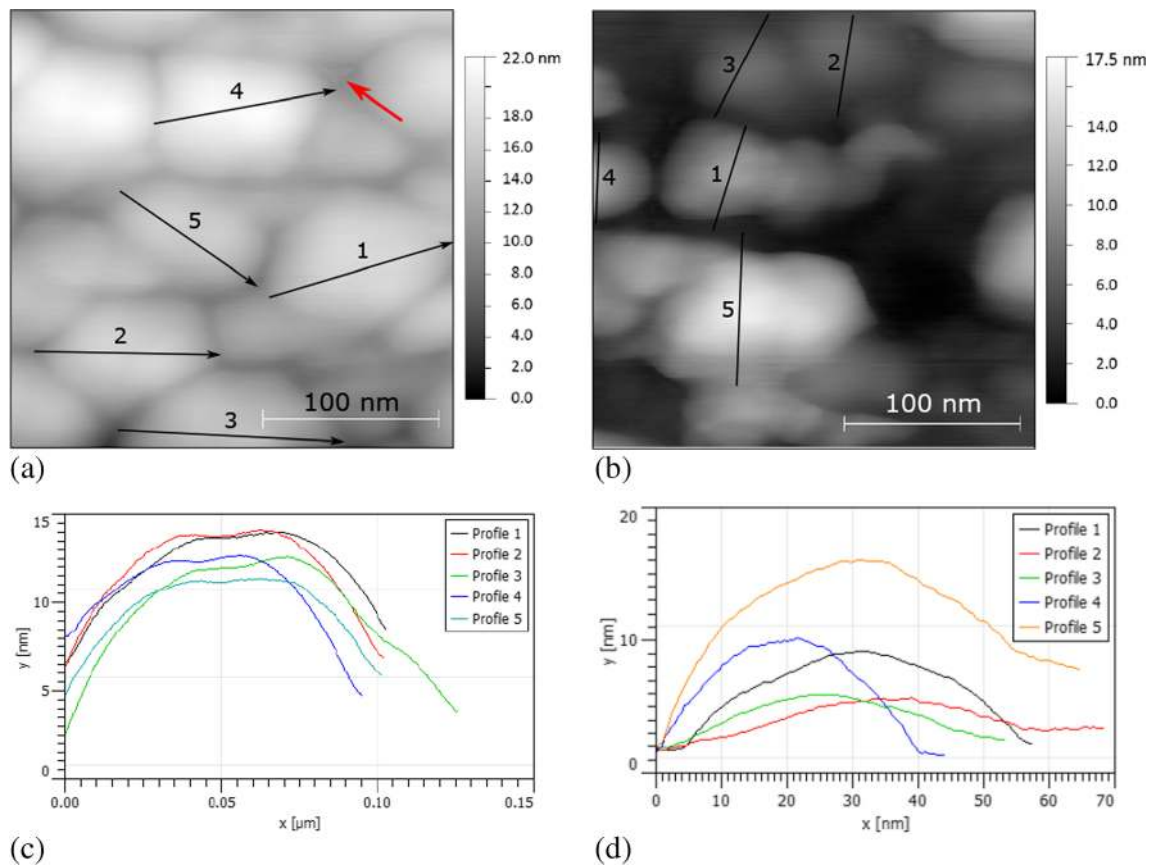 4
5
1
2
3
100 nm
22.0 nm
18.0
16.0
14.0
12.0
10.0
8.0
6.0
4.0
2.0
0.0
(a)
3
2
4
1
5
100 nm
17.5 nm
14.0
12.0
10.0
8.0
6.0
4.0
2.0
0.0
(b)
15
10
5
0
y [nm]
0.00
0.05
0.10
0.15
x [µm]
Profile 1
Profile 2
Profile 3
Profile 4
Profile 5
(c)
20
10
0
y [nm]
0
10
20
30
40
50
60
70
x [nm]
Profile 1
Profile 2
Profile 3
Profile 4
Profile 5
(d)